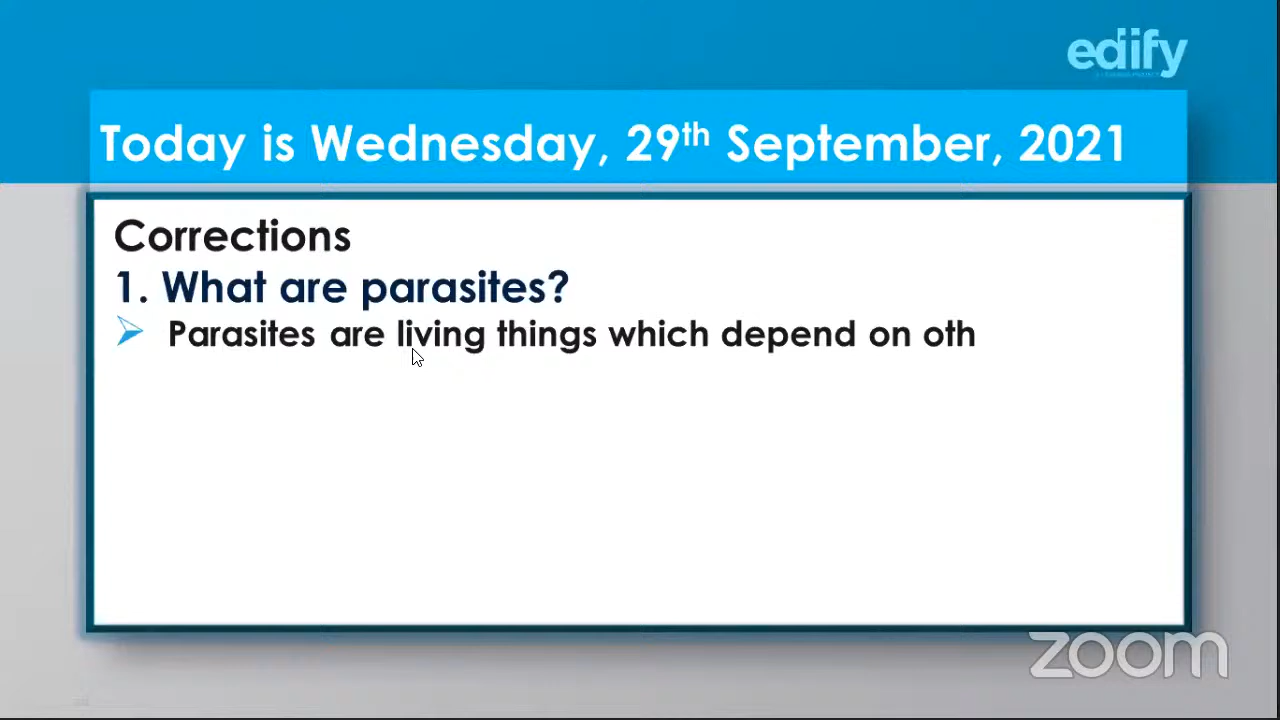 edify
Today is Wednesday, 29th September, 2021
Corrections
1. What are parasites?
Parasites are living things which depend on oth
zoom